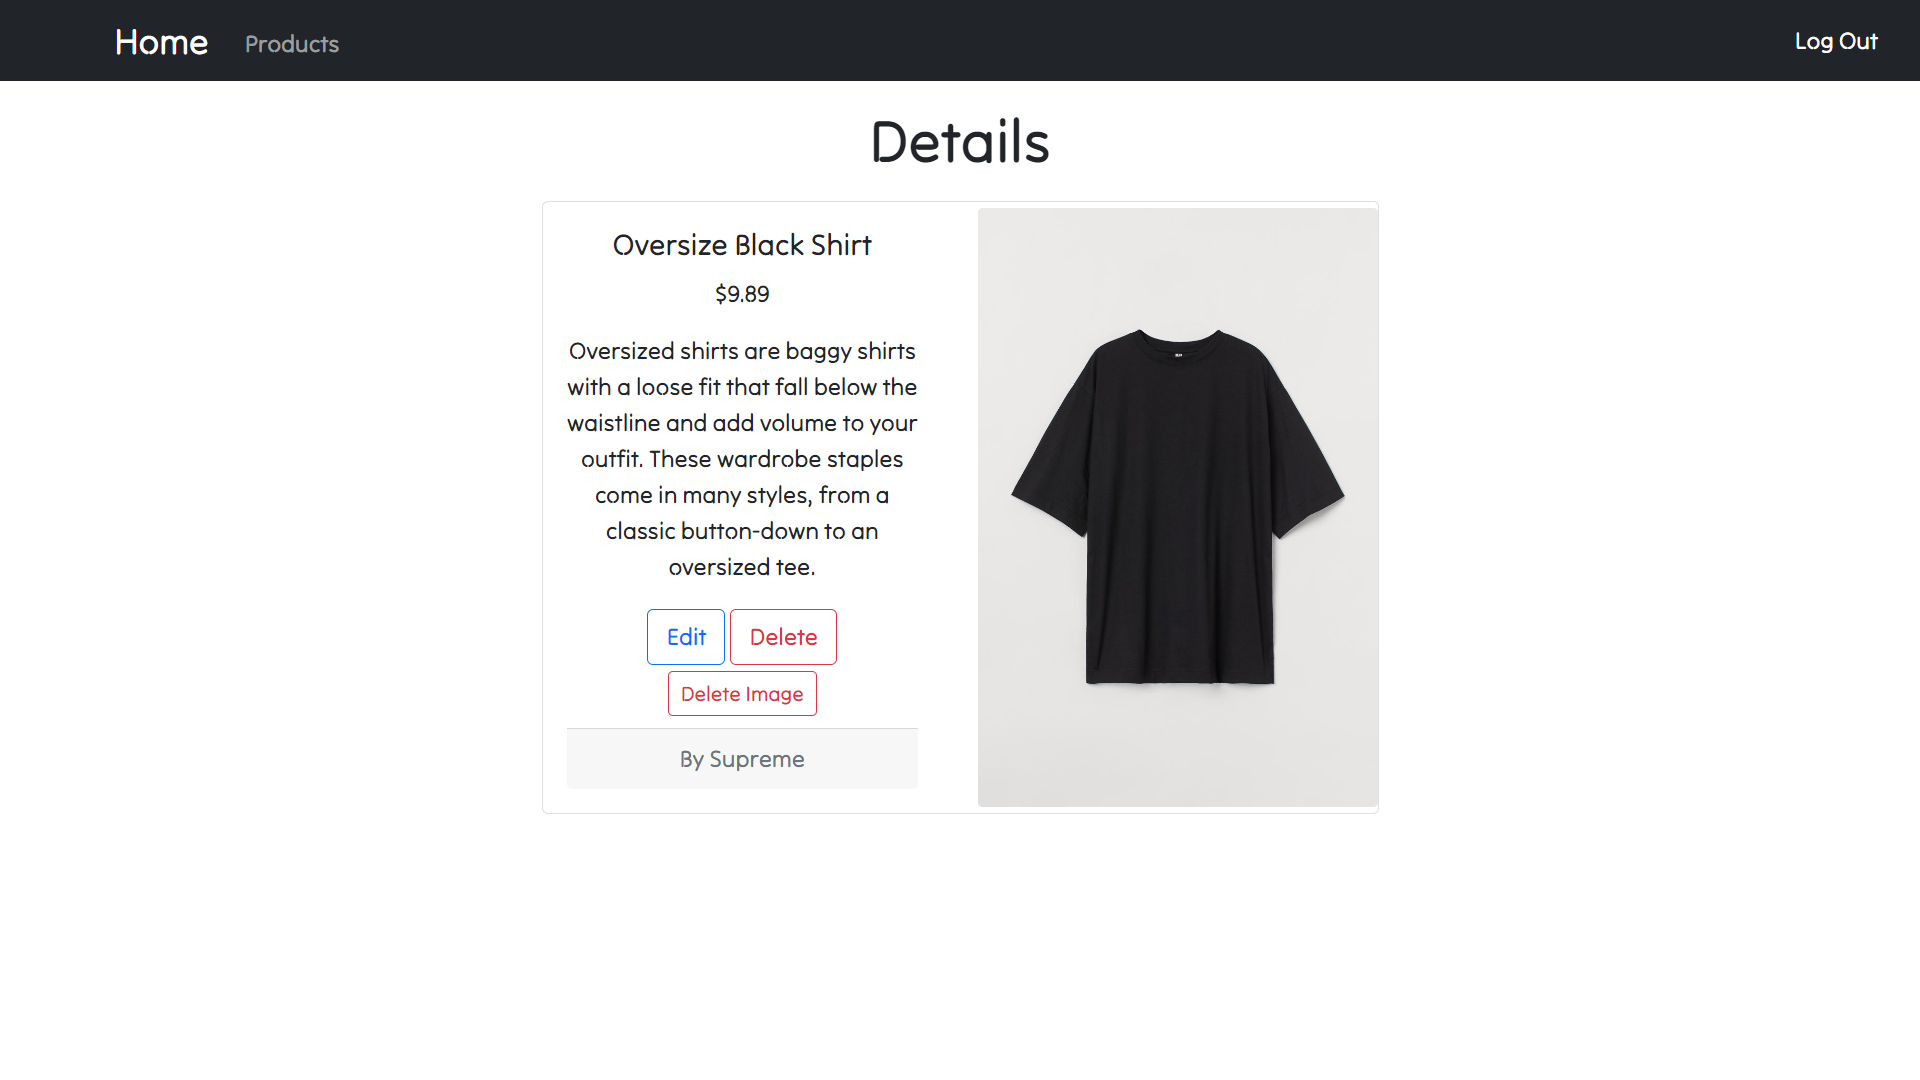 Home Products Log Out
Details
Oversize Black Shirt
$9.89
Oversized shirts are baggy shirts
with a loose fit that fall below the
waistline and add volume to your
outfit. These wardrobe staples
come in many styles, from a
classic button-down to an
oversized tee.
Edit Delete
Delete Image
By Supreme